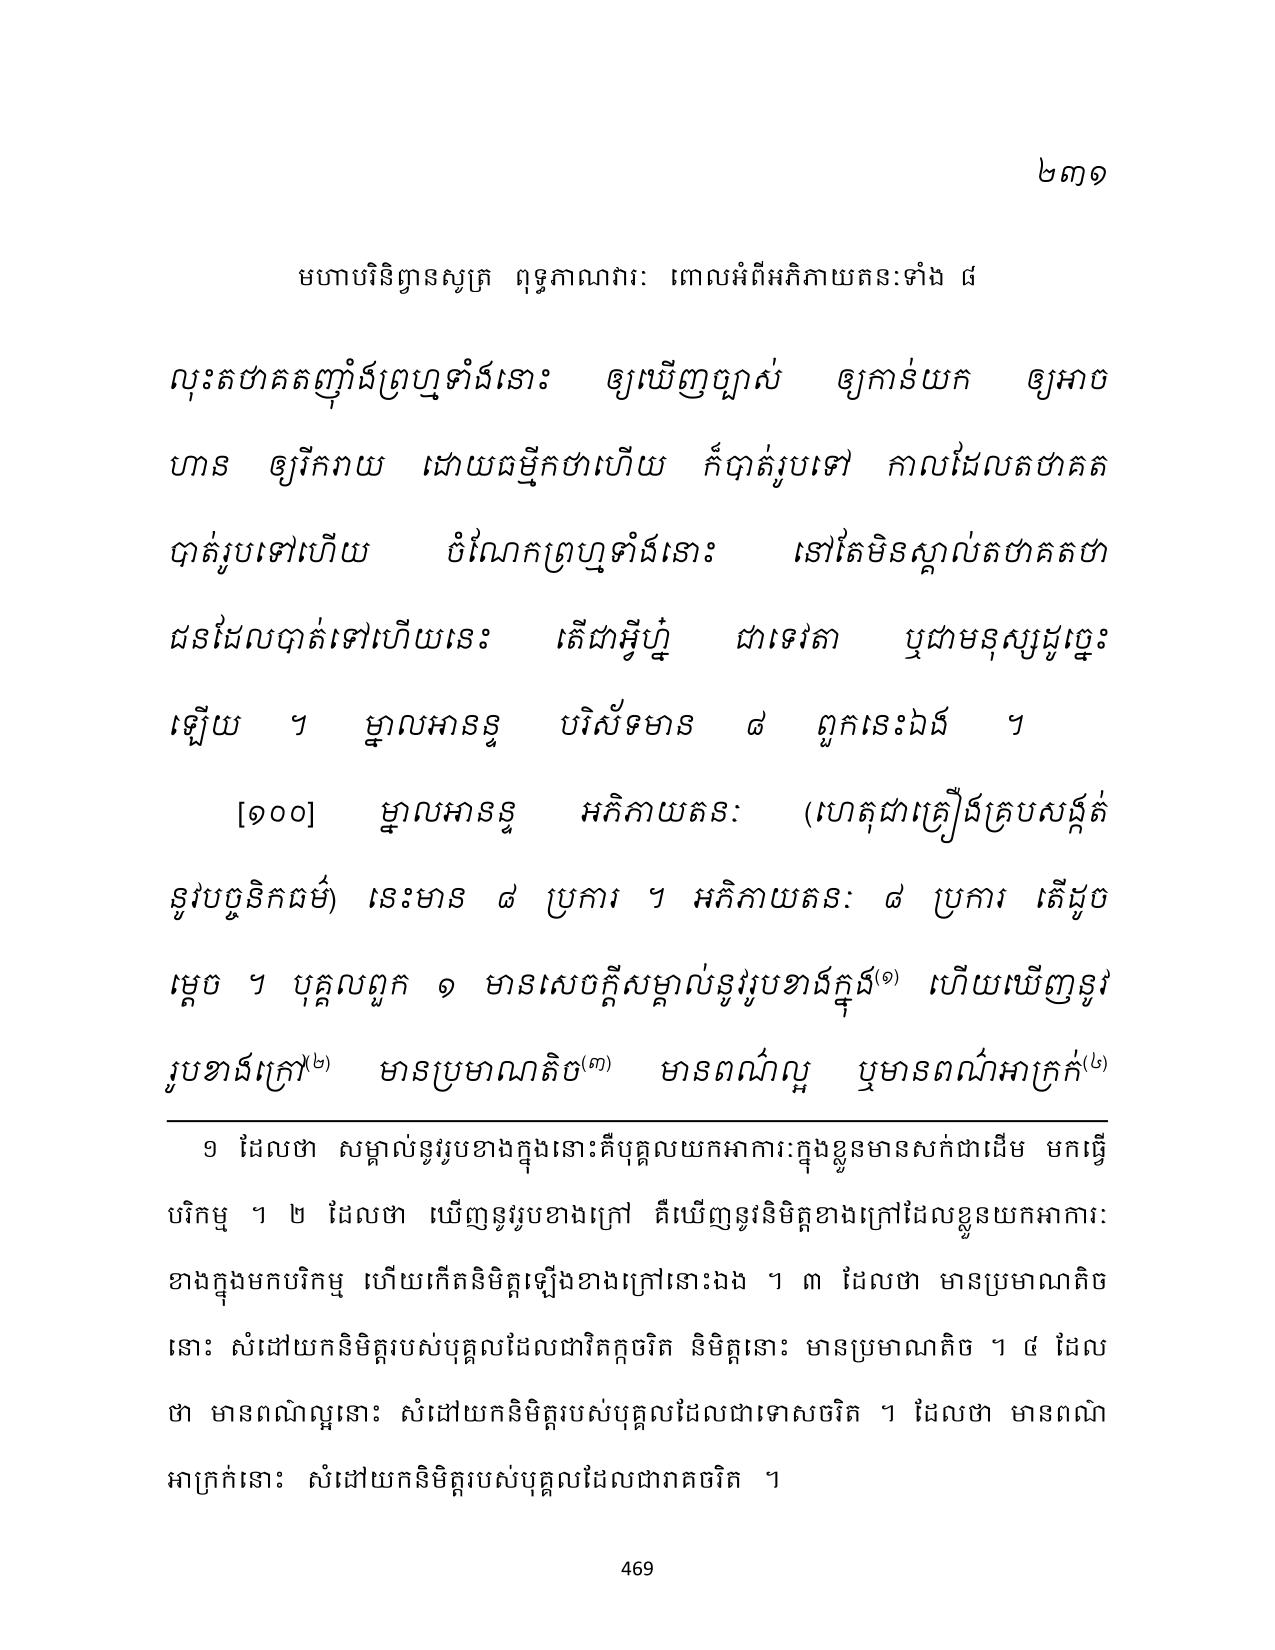 ២៣១
មហាបរិនិព្វានសូត្រ ពុទ្ធភាណវារៈ ពោលអំពីអភិភាយតនៈទាំង ៨
លុះតថាគតញុំាងព្រហ្មទាំងនោះ ឲ្យឃើញច្បាស់ ឲ្យកាន់យក ឲ្យអាច
ហាន ឲ្យរីករាយ ដោយធម្មីកថាហើយ ក៏បាត់រូបទៅ កាលដែលតថាគត
បាត់រូបទៅហើយ ចំណែកព្រហ្មទាំងនោះ នៅតែមិនស្គាល់តថាគតថា
ជនដែលបាត់ទៅហើយនេះ តើជាអ្វីហ្ន៎ ជាទេវតា ឬជាមនុស្សដូច្នេះ
ឡើយ ។ ម្នាលអានន្ទ បរិស័ទមាន ៨ ពួកនេះឯង ។
[១០០] ម្នាលអានន្ទ អភិភាយតនៈ (ហេតុជាគ្រឿងគ្របសង្កត់
នូវបច្ចនិកធម៌) នេះមាន ៨ ប្រការ ។ អភិភាយតនៈ ៨ ប្រការ តើដូច
ម្តេច ។ បុគ្គលពួក ១ មានសេចក្តីសម្គាល់នូវរូបខាងក្នុង(១) ហើយឃើញនូវ
រូបខាងក្រៅ(២) មានប្រមាណតិច(៣) មានពណ៌ល្អ ឬមានពណ៌អាក្រក់(៤)
១ ដែលថា សម្គាល់នូវរូបខាងក្នុងនោះគឺបុគ្គលយកអាការៈក្នុងខ្លួនមានសក់ជាដើម មកធ្វើ
បរិកម្ម ។ ២ ដែលថា ឃើញនូវរូបខាងក្រៅ គឺឃើញនូវនិមិត្តខាងក្រៅដែលខ្លួនយកអាការៈ
ខាងក្នុងមកបរិកម្ម ហើយកើតនិមិត្តឡើងខាងក្រៅនោះឯង ។ ៣ ដែលថា មានប្រមាណតិច
នោះ សំដៅយកនិមិត្តរបស់បុគ្គលដែលជាវិតក្កចរិត និមិត្តនោះ មានប្រមាណតិច ។ ៤ ដែល
ថា មានពណ៌ល្អនោះ សំដៅយកនិមិត្តរបស់បុគ្គលដែលជាទោសចរិត ។ ដែលថា មានពណ៌
អាក្រក់នោះ សំដៅយកនិមិត្តរបស់បុគ្គលដែលជារាគចរិត ។
469